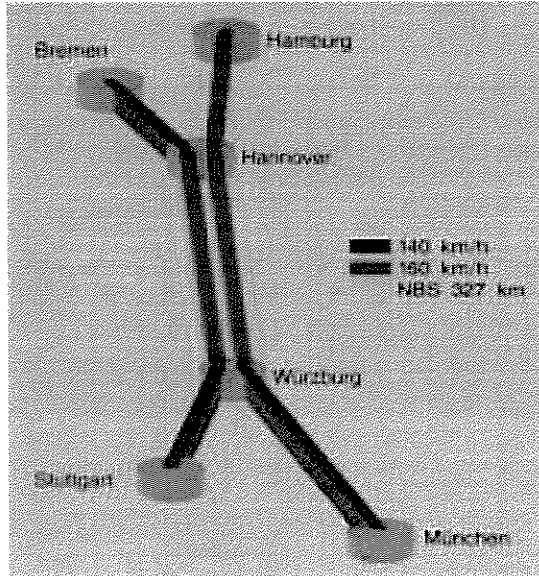 Hamburg
Bremen
Hannover
140 km/h
160 km/h
NBS 327 km
Würzburg
Stuttgart
München